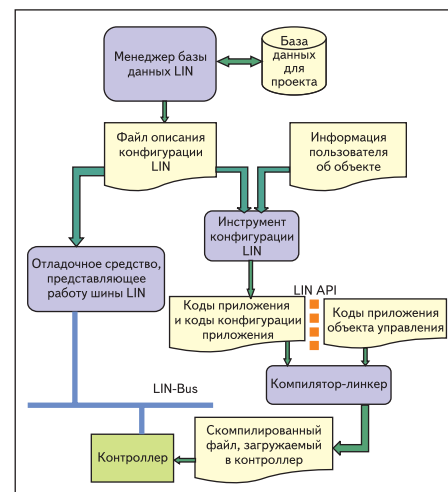 Менеджер базы
данных LIN
База
данных
для
проекта
Файл описания
конфигурации
LIN
Информация
пользователя
об объекте
Инструмент
конфигурации
LIN
Отладочное средство,
представляющее
работу шины LIN
LIN API
Коды приложения
и коды конфигурации
приложения
Коды приложения
объекта управления
Компилятор-линкер
LIN-Bus
Скомпилированный
файл, загружаемый
в контроллер
Контроллер